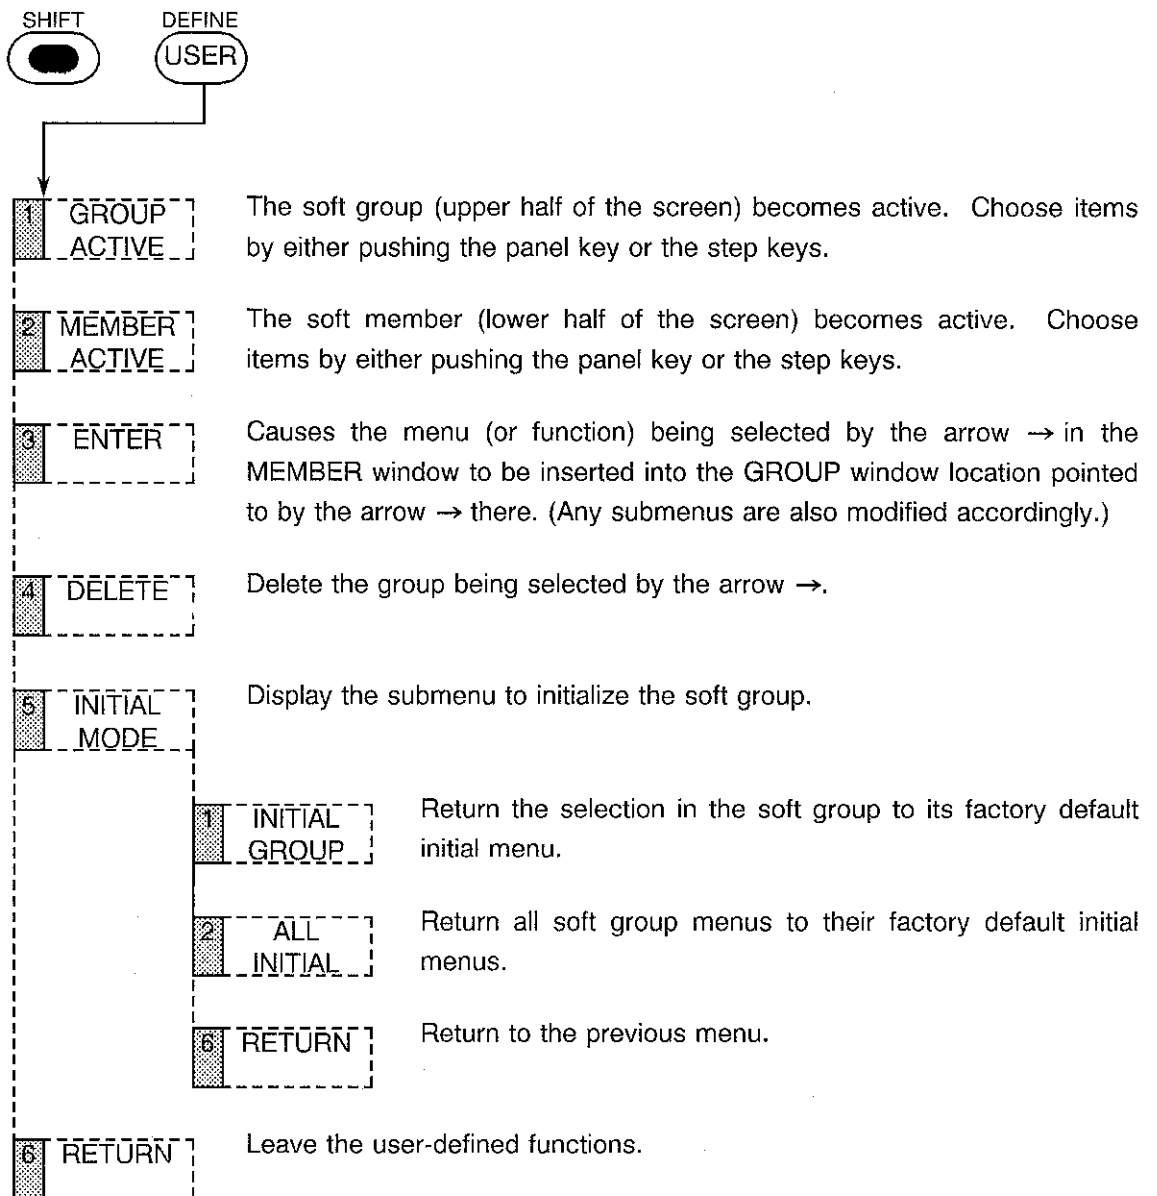 SHIFT DEFINE
USER
1 GROUP ACTIVE
The soft group (upper half of the screen) becomes active. Choose items
by either pushing the panel key or the step keys.
2 MEMBER ACTIVE
The soft member (lower half of the screen) becomes active. Choose
items by either pushing the panel key or the step keys.
3 ENTER
Causes the menu (or function) being selected by the arrow → in the
MEMBER window to be inserted into the GROUP window location pointed
to by the arrow → there. (Any submenus are also modified accordingly.)
4 DELETE
Delete the group being selected by the arrow →.
5 INITIAL MODE
Display the submenu to initialize the soft group.
1 INITIAL GROUP
Return the selection in the soft group to its factory default
initial menu.
2 ALL INITIAL
Return all soft group menus to their factory default initial
menus.
6 RETURN
Return to the previous menu.
6 RETURN
Leave the user-defined functions.